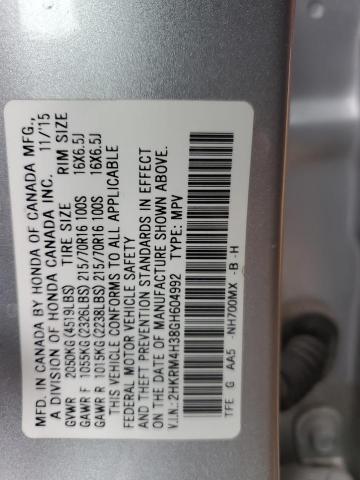 MFD. IN CANADA BY HONDA OF CANADA MFG.,
A DIVISION OF HONDA CANADA INC. 11/15
GVWR 2050KG (4519LBS) TIRE SIZE RIM SIZE
GAWR F 1055KG (2326LBS) 215/70R16 100S 16X6.5J
GAWR R 1015KG (2238LBS) 215/70R16 100S 16X6.5J
THIS VEHICLE CONFORMS TO ALL APPLICABLE
FEDERAL MOTOR VEHICLE SAFETY
AND THEFT PREVENTION STANDARDS IN EFFECT
ON THE DATE OF MANUFACTURE SHOWN ABOVE.
V.I.N.: 2HKRM4H38GH604992 TYPE: MPV
TFE G AA5 -NH700MX -B -H